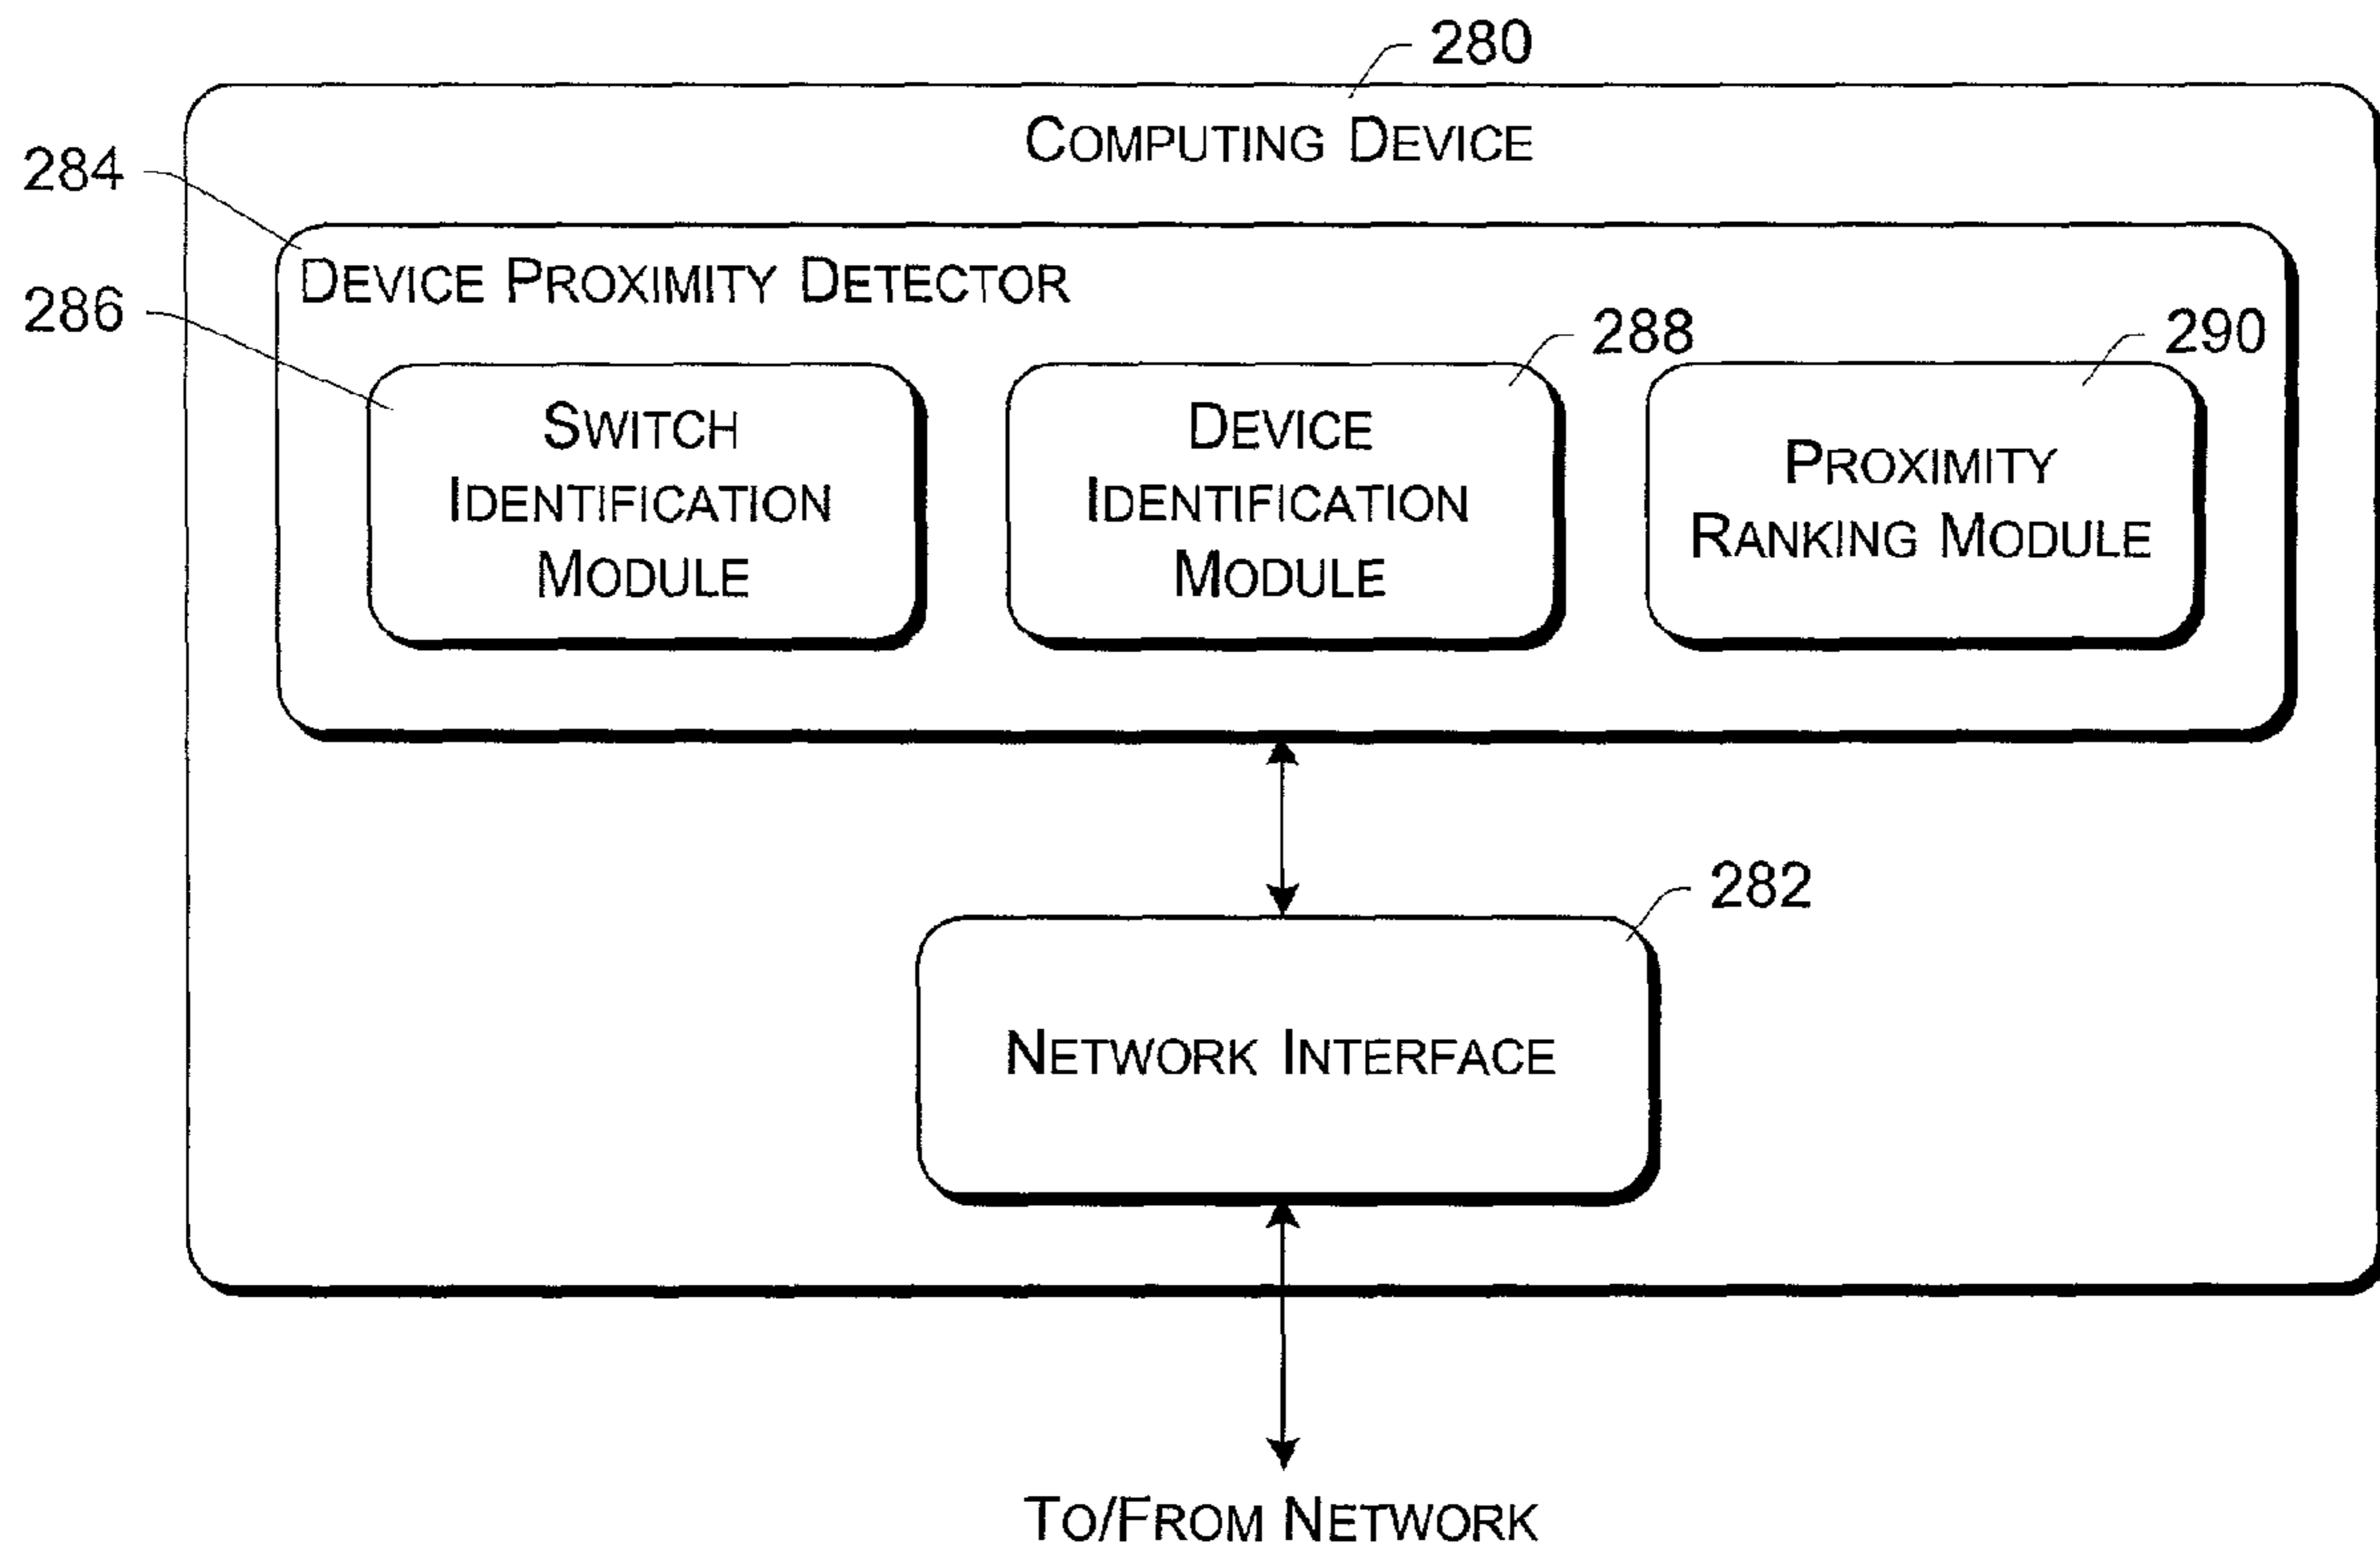 280
COMPUTING DEVICE
284
DEVICE PROXIMITY DETECTOR
286
288
290
SWITCH
IDENTIFICATION
MODULE
DEVICE
IDENTIFICATION
MODULE
PROXIMITY
RANKING MODULE
282
NETWORK INTERFACE
TO/FROM NETWORK